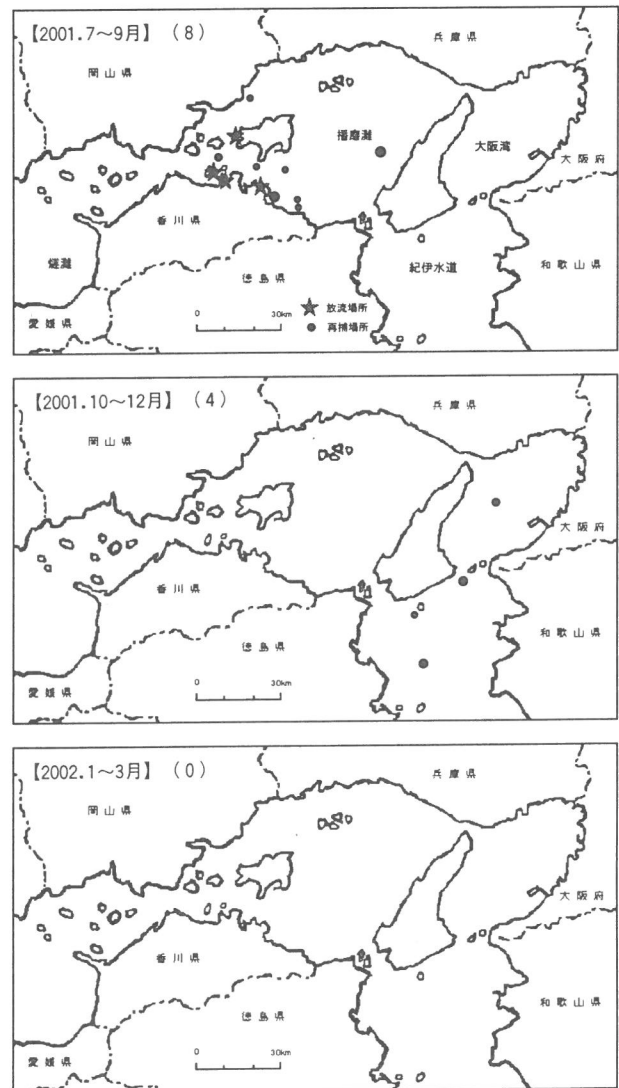 【2001.7〜9月】（8）
兵庫県
岡山県
播磨灘
大阪湾
大阪府
香川県
燧灘
徳島県
紀伊水道
和歌山県
愛媛県
0 30km
★ 放流場所
● 再捕場所
【2001.10〜12月】（4）
兵庫県
岡山県
大阪府
香川県
徳島県
和歌山県
愛媛県
0 30km
【2002.1〜3月】（0）
兵庫県
岡山県
大阪府
香川県
徳島県
和歌山県
愛媛県
0 30km